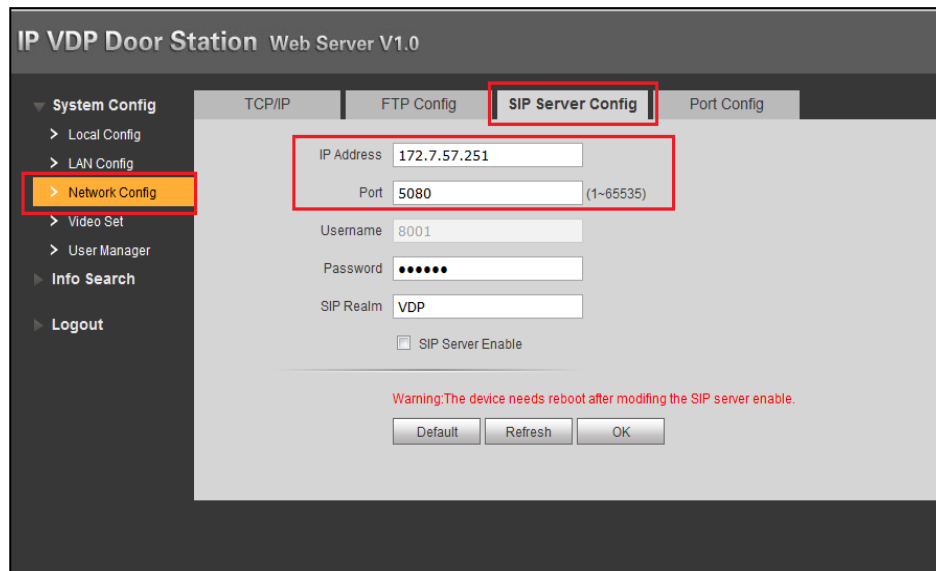 IP VDP Door Station Web Server V1.0
System Config
Local Config
LAN Config
Network Config
Video Set
User Manager
Info Search
Logout
TCP/IP FTP Config SIP Server Config Port Config
IP Address 172.7.57.251
Port 5080 (1~65535)
Username 8001
Password ●●●●●●
SIP Realm VDP
SIP Server Enable
Warning:The device needs reboot after modifing the SIP server enable.
Default Refresh OK